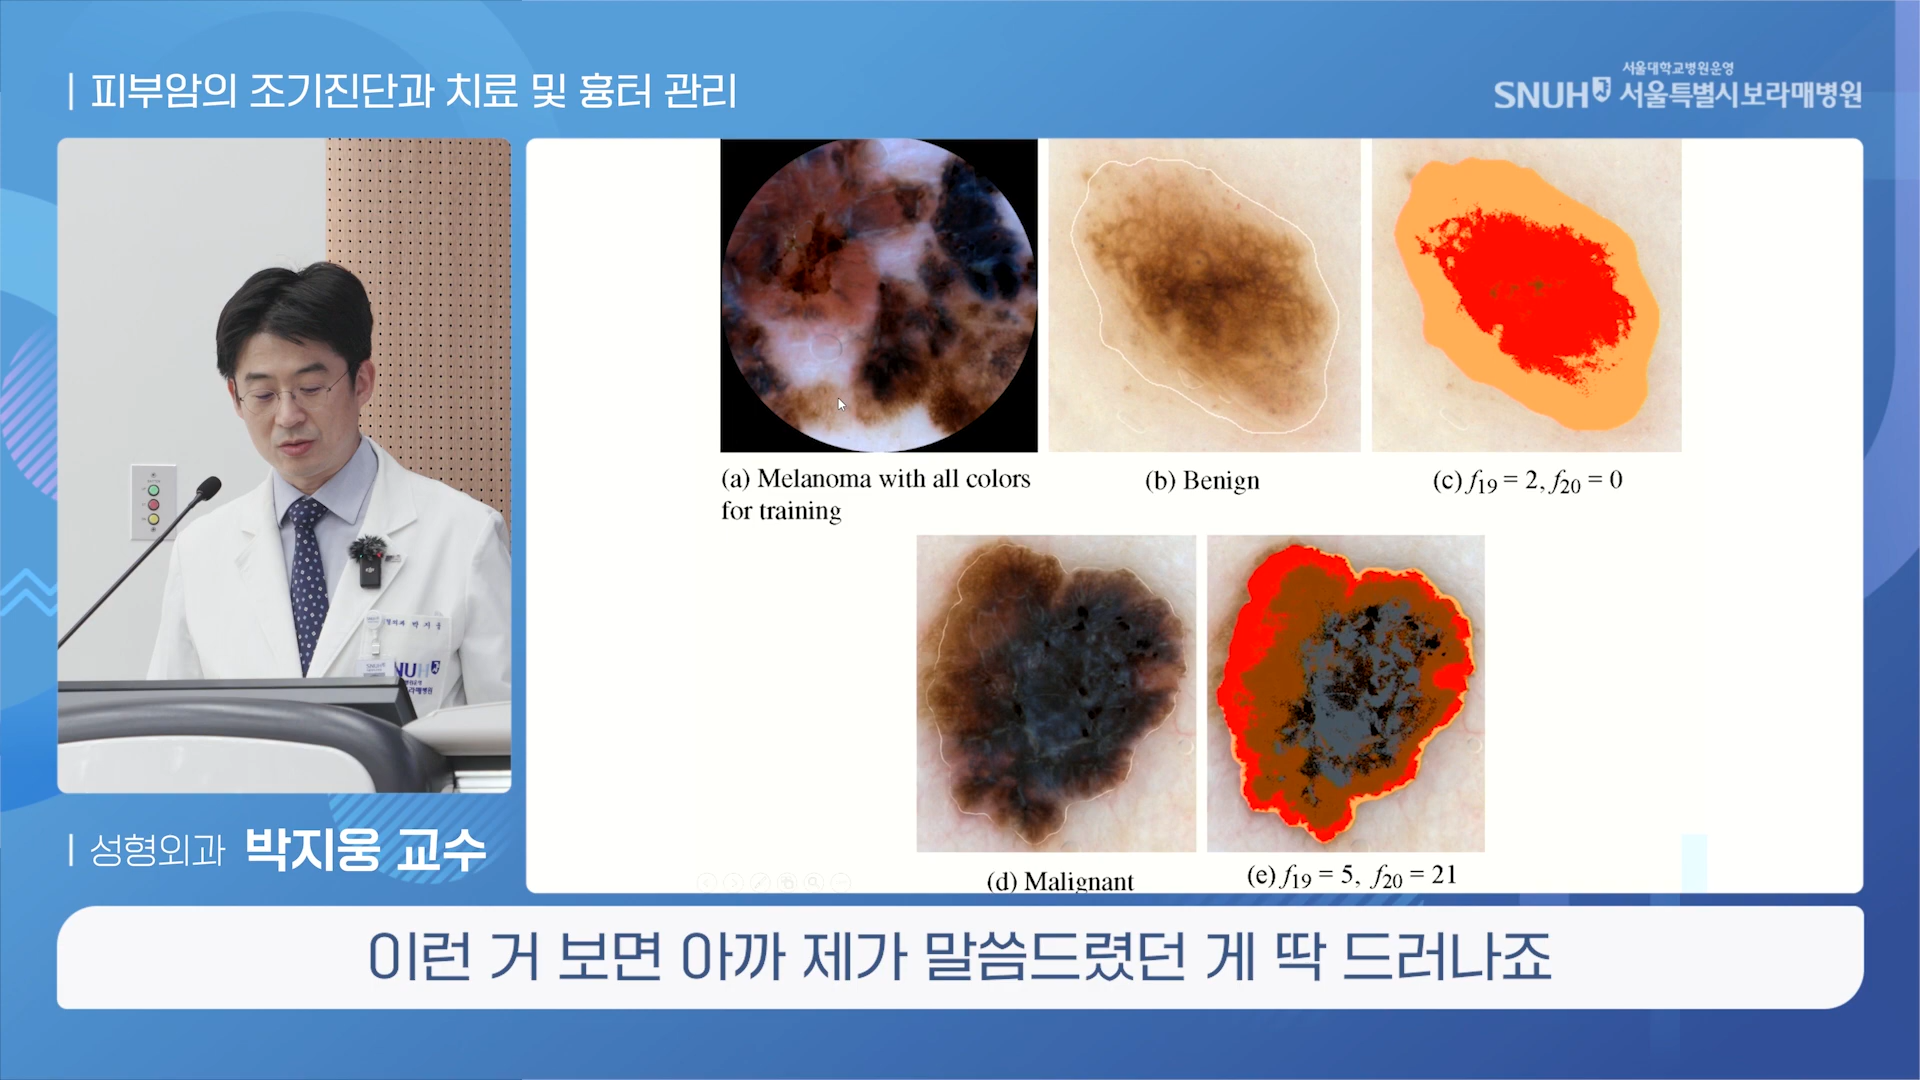 | 피부암의 조기진단과 치료 및 흉터 관리
서울대학교병원운영
SNUH 서울특별시보라매병원
(a) Melanoma with all colors
for training
(b) Benign
(c) f19 = 2, f20 = 0
(d) Malignant
(e) f19 = 5, f20 = 21
박지웅
SNUH
| 성형외과 박지웅 교수
이런 거 보면 아까 제가 말씀드렸던 게 딱 드러나죠